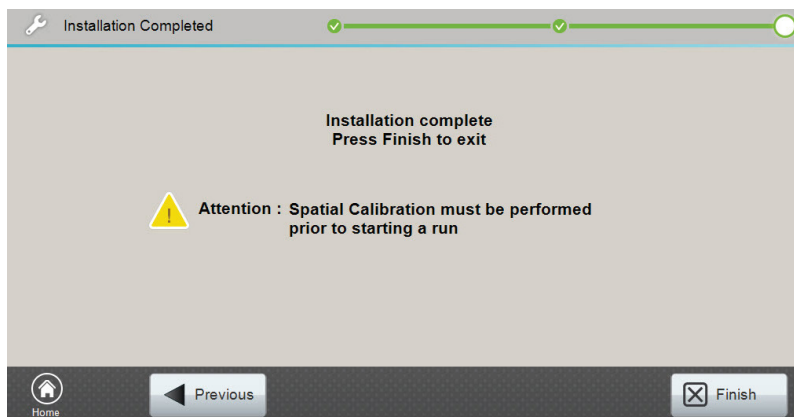 Installation Completed
Installation complete
Press Finish to exit
! Attention : Spatial Calibration must be performed
prior to starting a run
Home
Previous
Finish